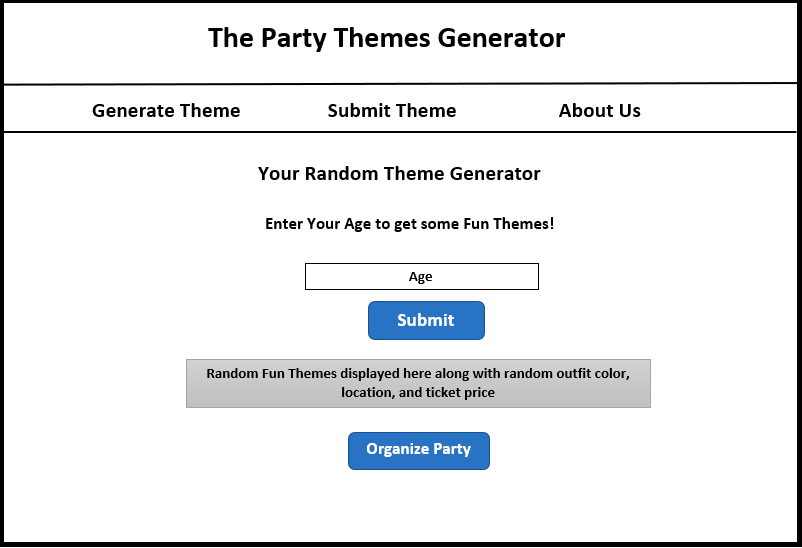 The Party Themes Generator
Generate Theme
Submit Theme
About Us
Your Random Theme Generator
Enter Your Age to get some Fun Themes!
Age
Submit
Random Fun Themes displayed here along with random outfit color,
location, and ticket price
Organize Party